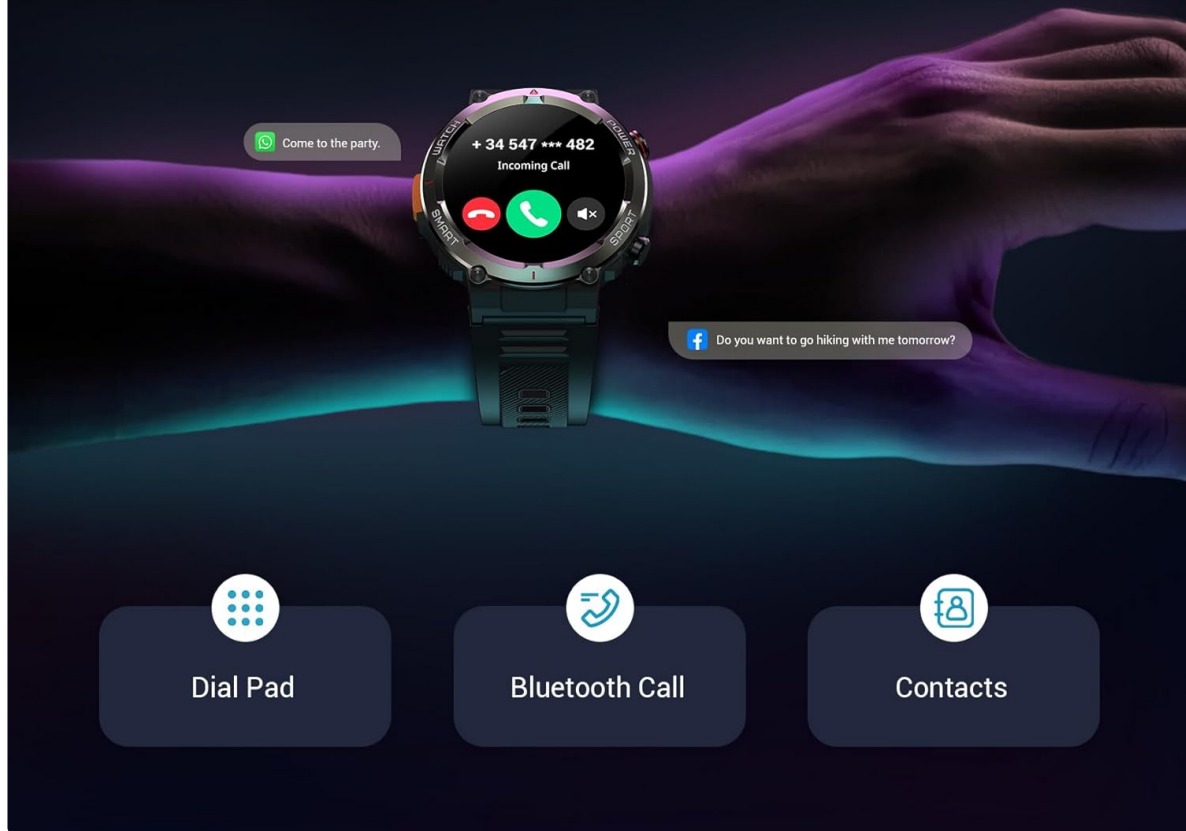 Come to the party.
WATCH
POWER
+ 34 547 *** 482
Incoming Call
SMART
SPORT
Do you want to go hiking with me tomorrow?
Dial Pad
Bluetooth Call
Contacts